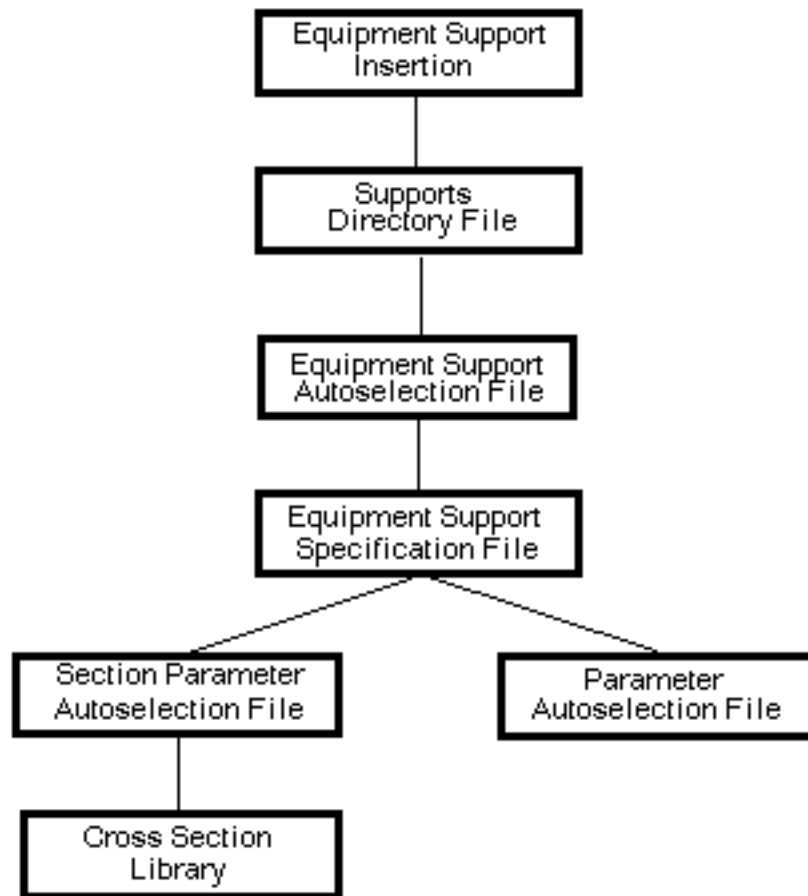 Equipment Support
Insertion
Supports
Directory File
Equipment Support
Autoselection File
Equipment Support
Specification File
Section Parameter
Autoselection File
Parameter
Autoselection File
Cross Section
Library